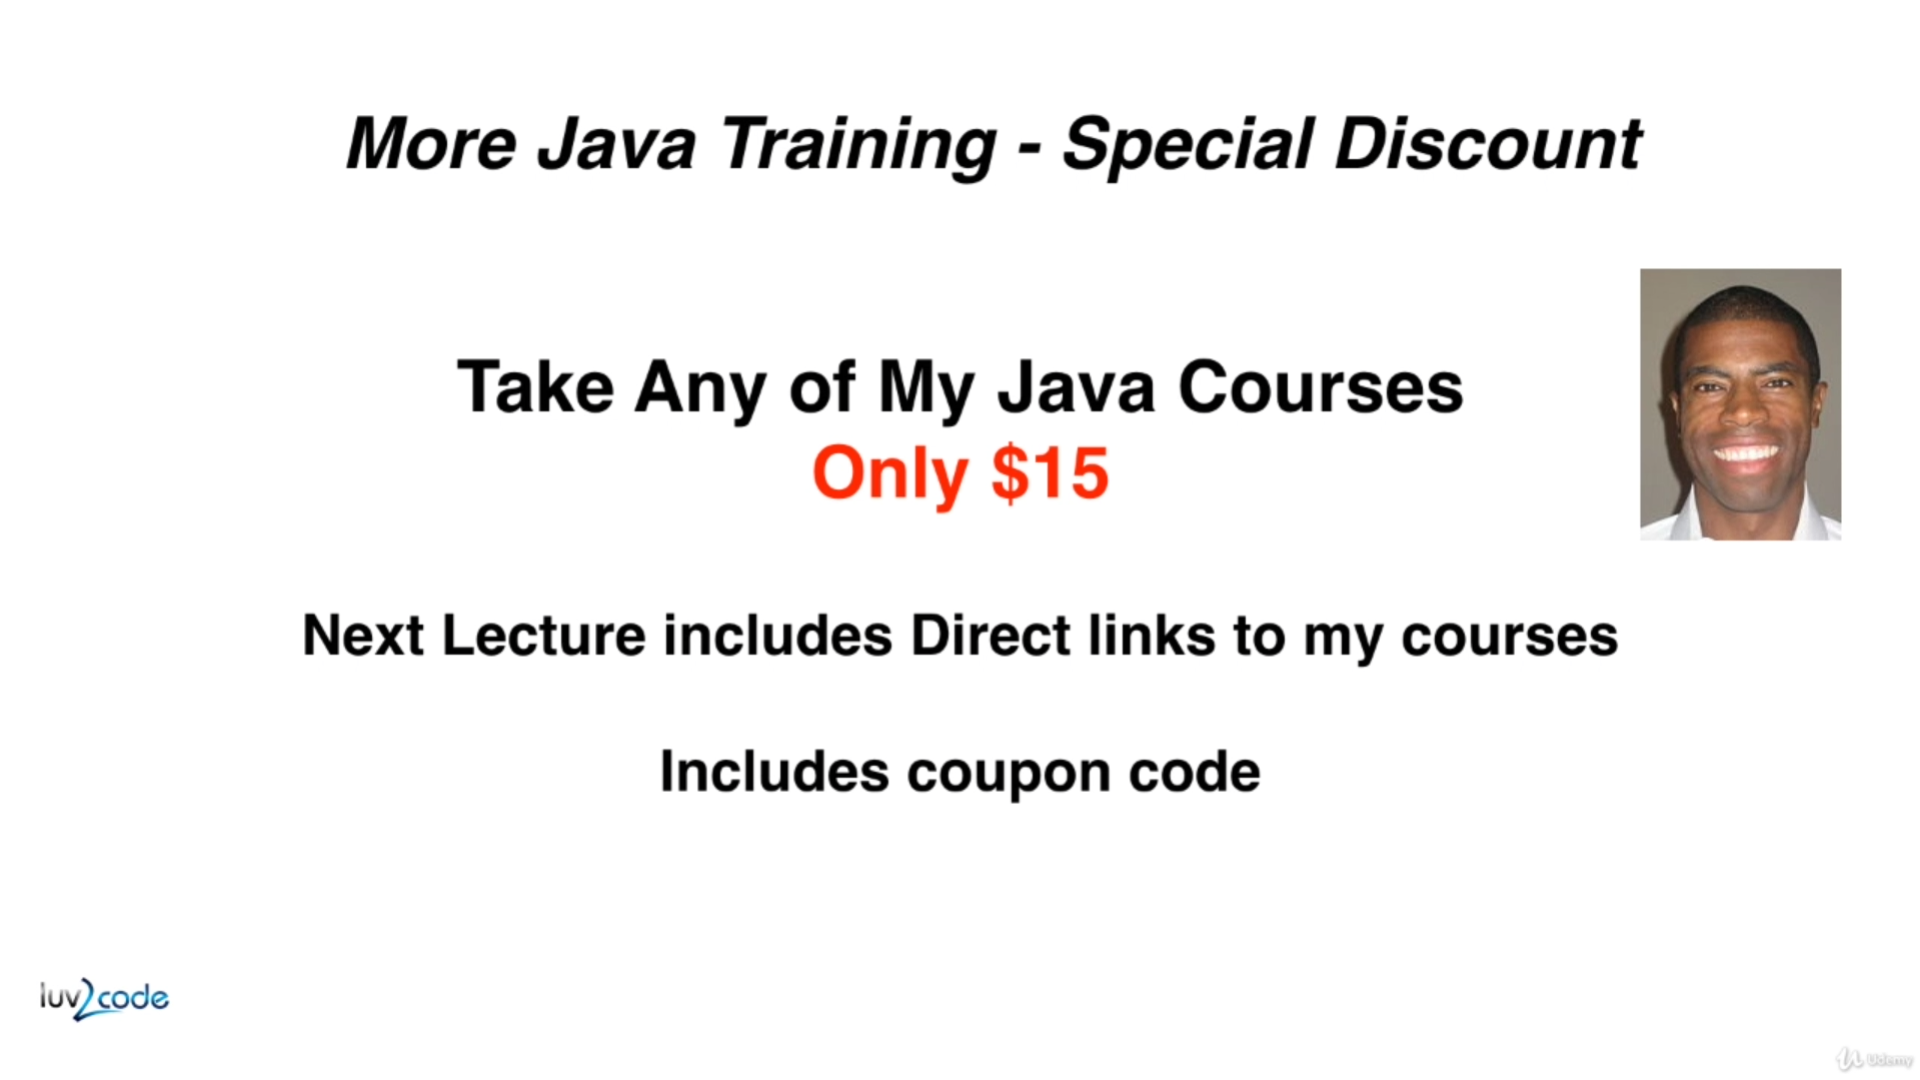 More Java Training - Special Discount
Take Any of My Java Courses
Only $15
Next Lecture includes Direct links to my courses
Includes coupon code
luv2code
Udemy